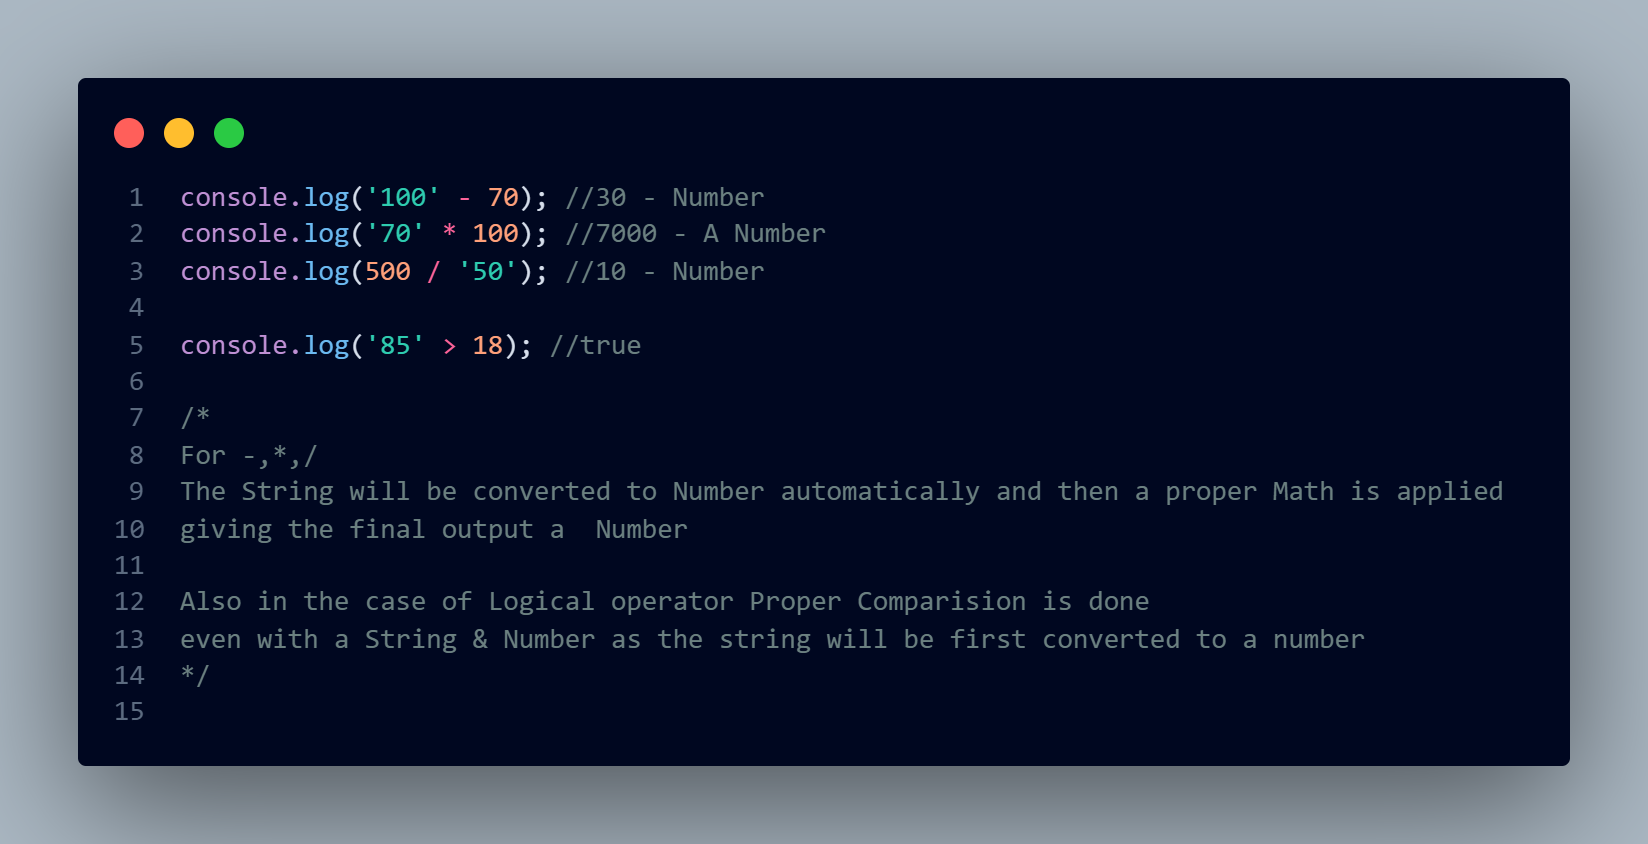 1 console.log('100' - 70); //30 - Number
2 console.log('70' * 100); //7000 - A Number
3 console.log(500 / '50'); //10 - Number
4
5 console.log('85' > 18); //true
6
7 /*
8 For -,*,/
9 The String will be converted to Number automatically and then a proper Math is applied
10 giving the final output a  Number
11
12 Also in the case of Logical operator Proper Comparision is done
13 even with a String & Number as the string will be first converted to a number
14 */
15